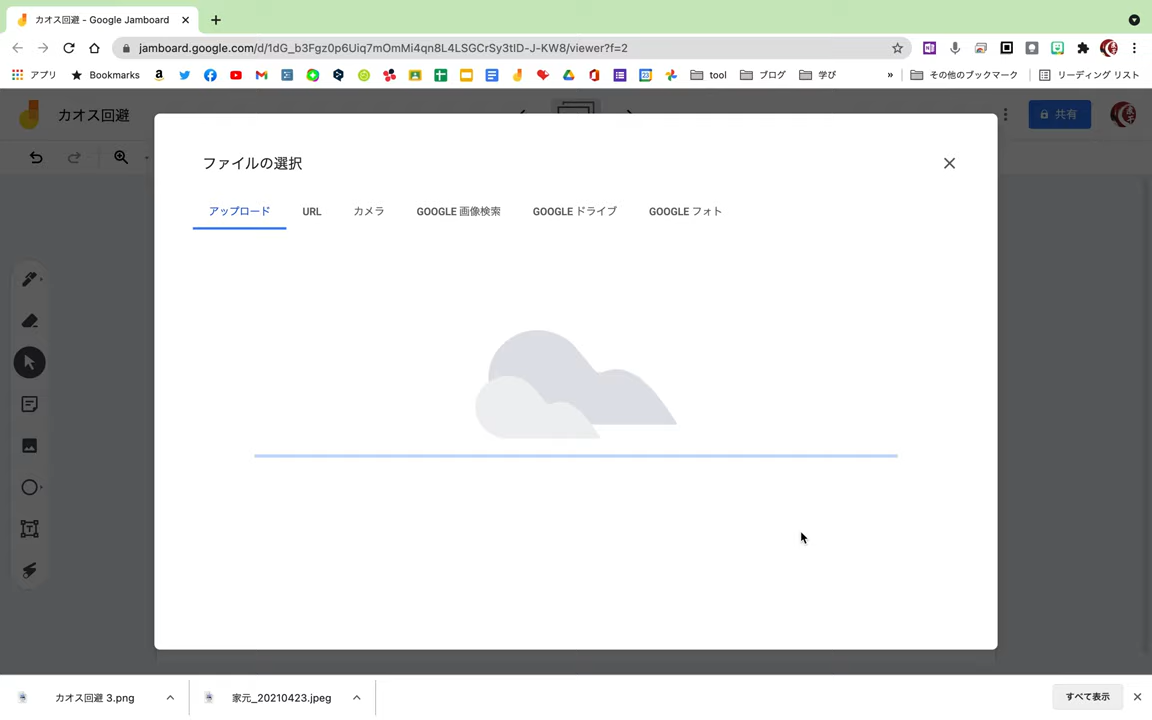 カオス回避 - Google Jamboard
jamboard.google.com/d/1dG_b3Fgz0p6Uiq7mOmMi4qn8L4LSGCrSy3tID-J-KW8/viewer?f=2
アプリ Bookmarks tool ブログ 学び » その他のブックマーク リーディング リスト
カオス回避 共有
ファイルの選択
アップロード URL カメラ GOOGLE 画像検索 GOOGLE ドライブ GOOGLE フォト
カオス回避 3.png 家元_20210423.jpeg すべて表示